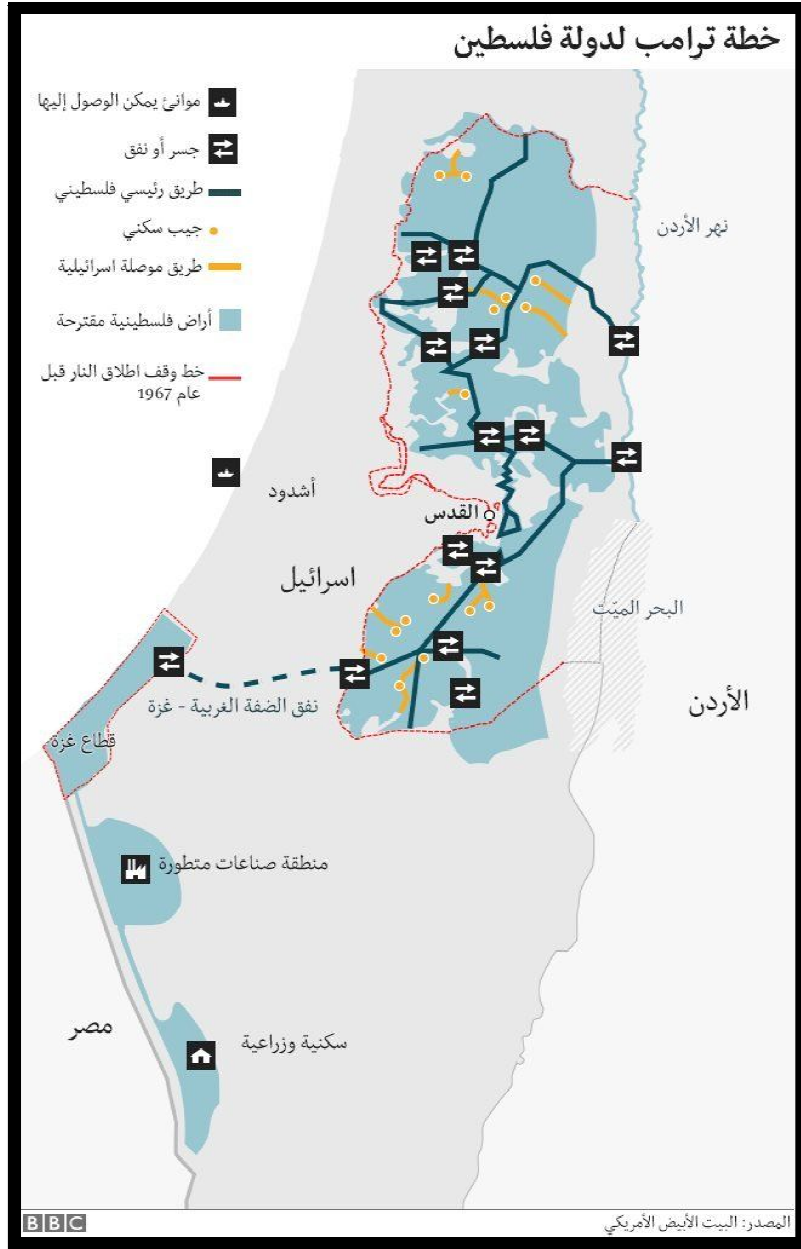 خطة ترامب لدولة فلسطين
موانئ يمكن الوصول إليها
جسر أو نفق
طريق رئيسي فلسطيني
جيب سكني
طريق موصلة اسرائيلية
أراض فلسطينية مقترحة
خط وقف اطلاق النار قبل
عام 1967
نهر الأردن
أشدود
القدس
اسرائيل
البحر الميّت
الأردن
نفق الضفة الغربية - غزة
قطاع غزة
منطقة صناعات متطورة
مصر
سكنية وزراعية
المصدر: البيت الأبيض الأمريكي
BBC